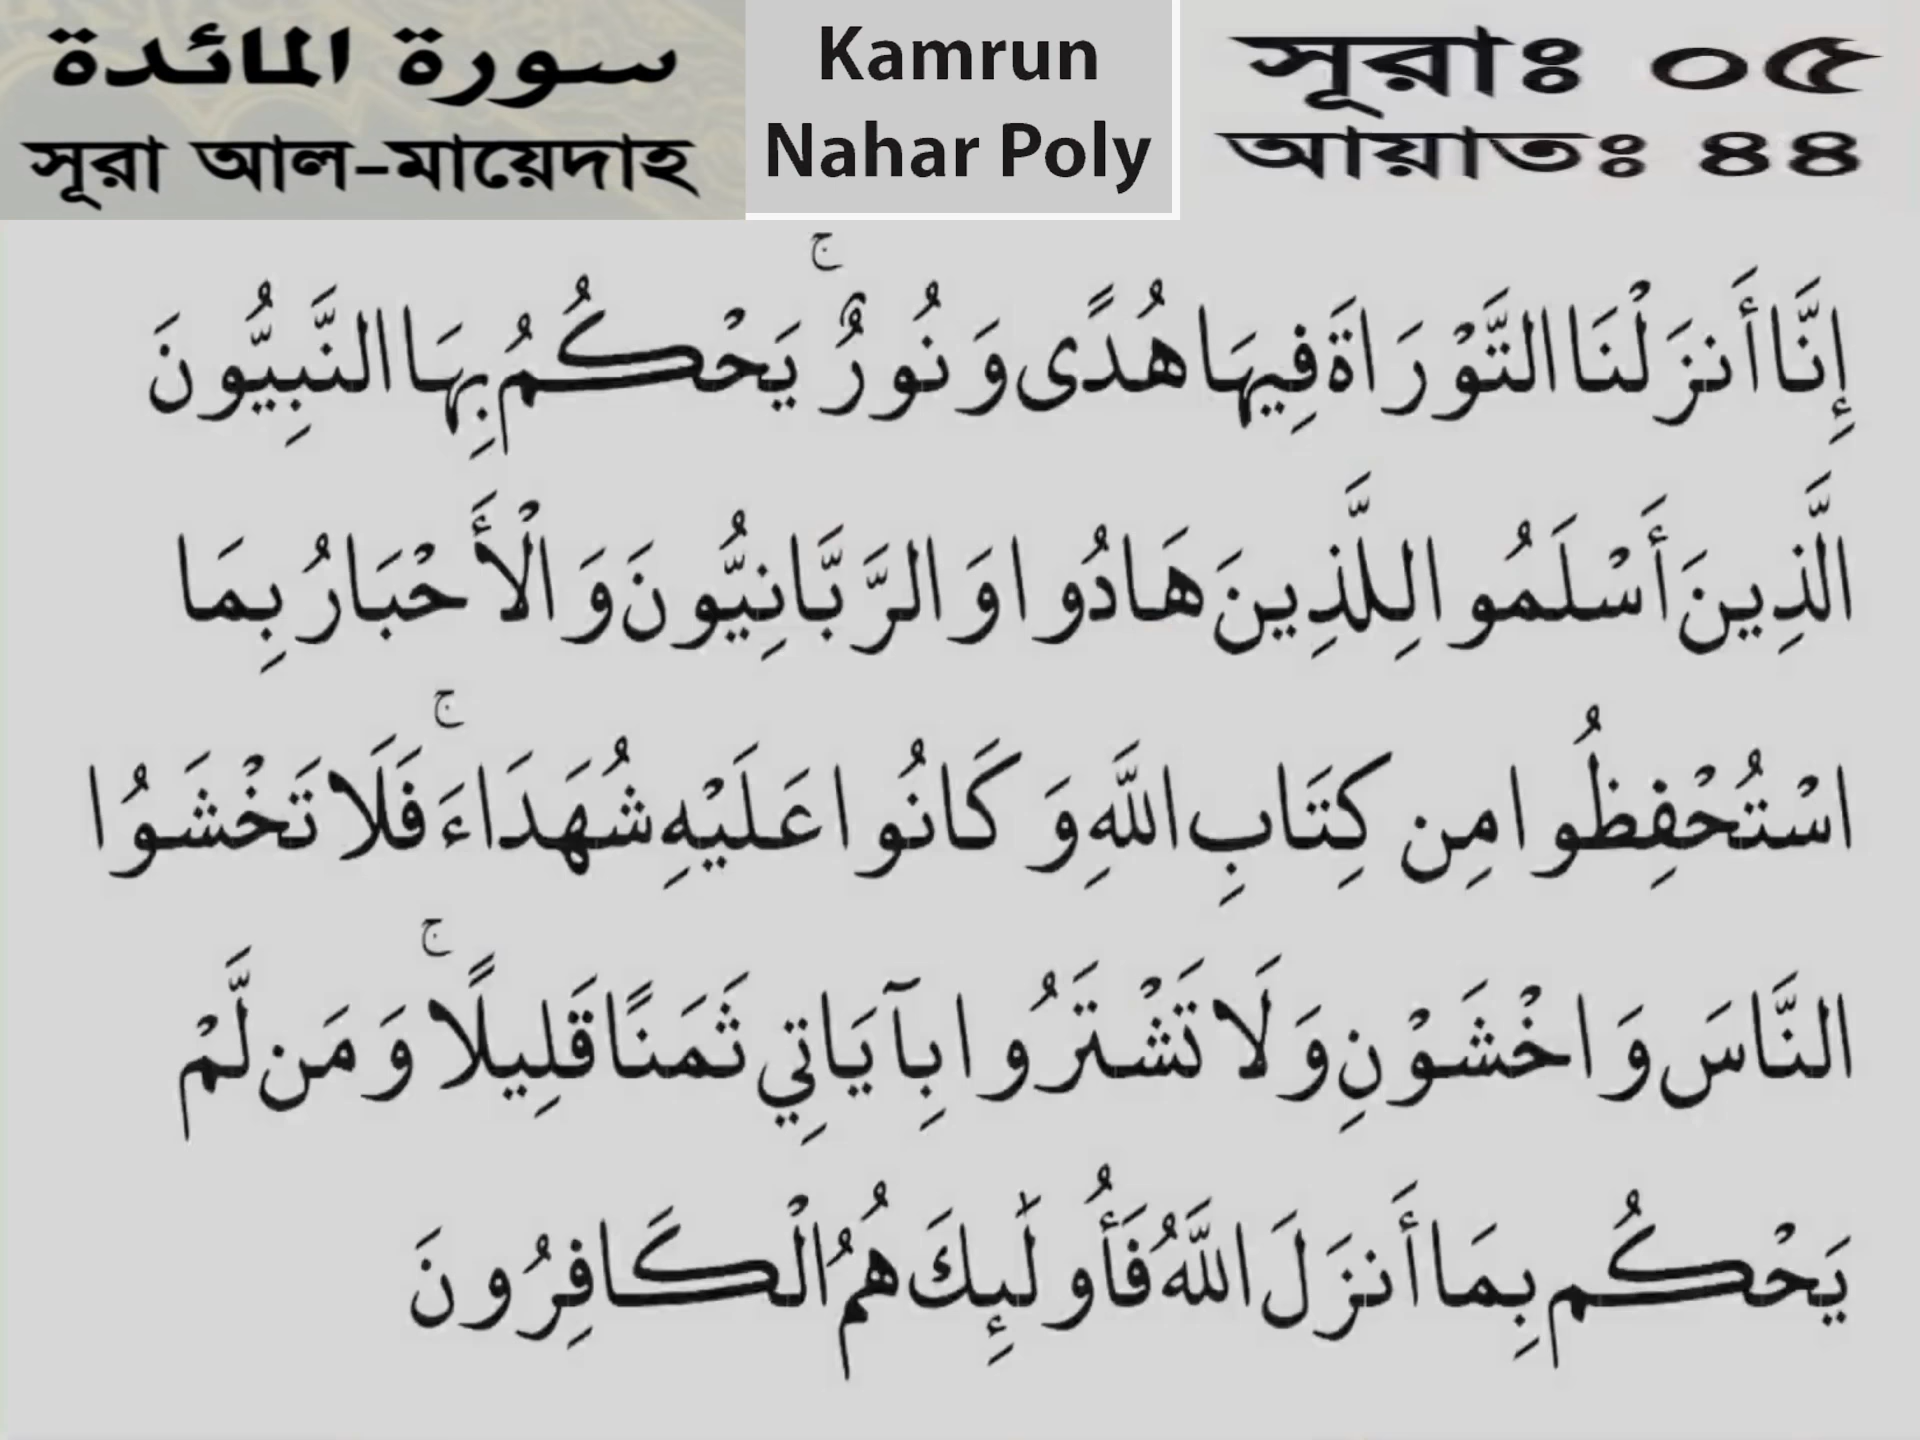 سورة المائدة
সূরা আল-মায়েদাহ
Kamrun
Nahar Poly
সূরাঃ ০৫
আয়াতঃ ৪৪
إِنَّا أَنزَلْنَا التَّوْرَاةَ فِيهَا هُدًى وَنُورٌ ۚ يَحْكُمُ بِهَا النَّبِيُّونَ
الَّذِينَ أَسْلَمُوا لِلَّذِينَ هَادُوا وَالرَّبَّانِيُّونَ وَالْأَحْبَارُ بِمَا
اسْتُحْفِظُوا مِن كِتَابِ اللَّهِ وَكَانُوا عَلَيْهِ شُهَدَاءَ ۚ فَلَا تَخْشَوُا
النَّاسَ وَاخْشَوْنِ وَلَا تَشْتَرُوا بِآيَاتِي ثَمَنًا قَلِيلًا ۚ وَمَن لَّمْ
يَحْكُم بِمَا أَنزَلَ اللَّهُ فَأُولَٰئِكَ هُمُ الْكَافِرُونَ